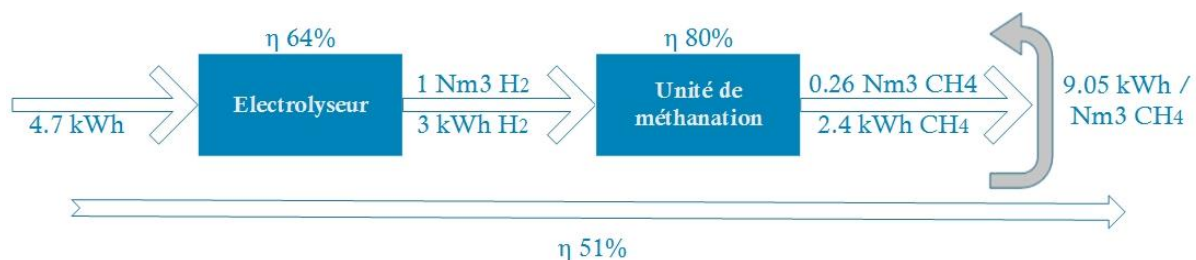 η 64%
η 80%
4.7 kWh
Electrolyseur
1 Nm3 H2
3 kWh H2
Unité de
méthanation
0.26 Nm3 CH4
2.4 kWh CH4
9.05 kWh /
Nm3 CH4
η 51%